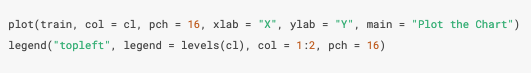 plot(train, col = cl, pch = 16, xlab = "X", ylab = "Y", main = "Plot the Chart")
legend("topleft", legend = levels(cl), col = 1:2, pch = 16)